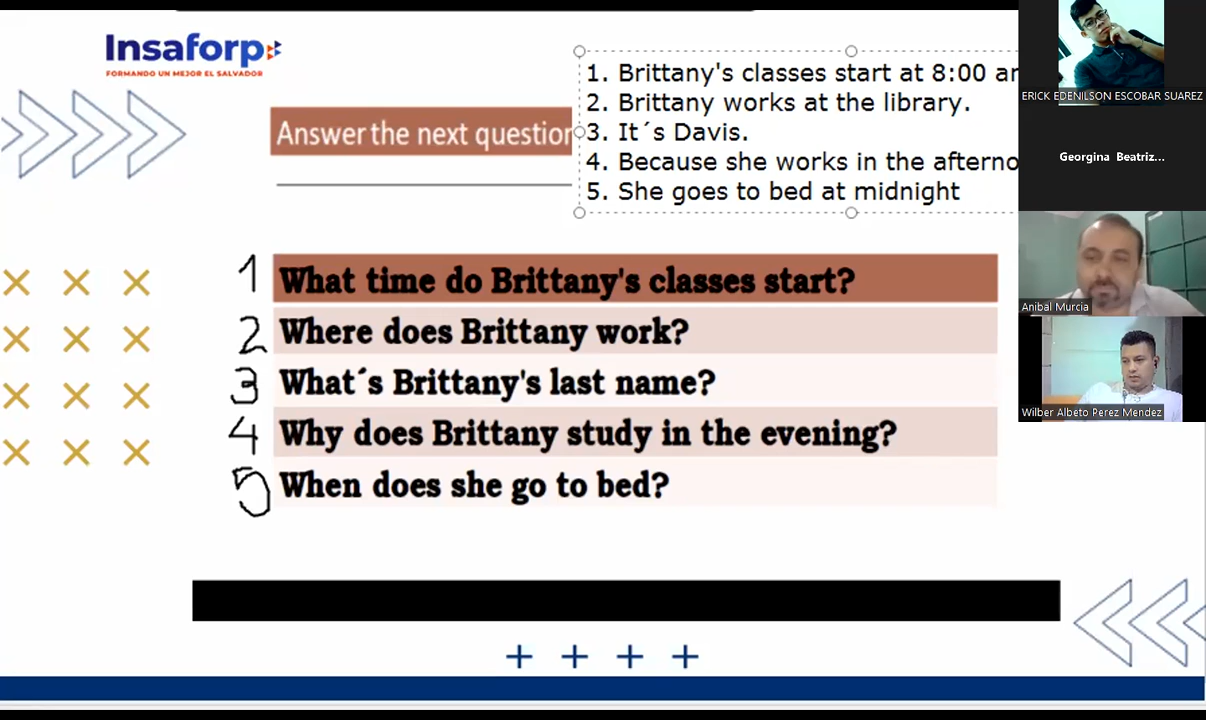 Insaforp
FORMANDO UN MEJOR EL SALVADOR
Answer the next question
1. Brittany's classes start at 8:00 am
2. Brittany works at the library.
3. It´s Davis.
4. Because she works in the afterno
5. She goes to bed at midnight
1 What time do Brittany's classes start?
2 Where does Brittany work?
3 What´s Brittany's last name?
4 Why does Brittany study in the evening?
5 When does she go to bed?
ERICK EDENILSON ESCOBAR SUAREZ
Georgina Beatriz...
Anibal Murcia
Wilber Albeto Perez Mendez